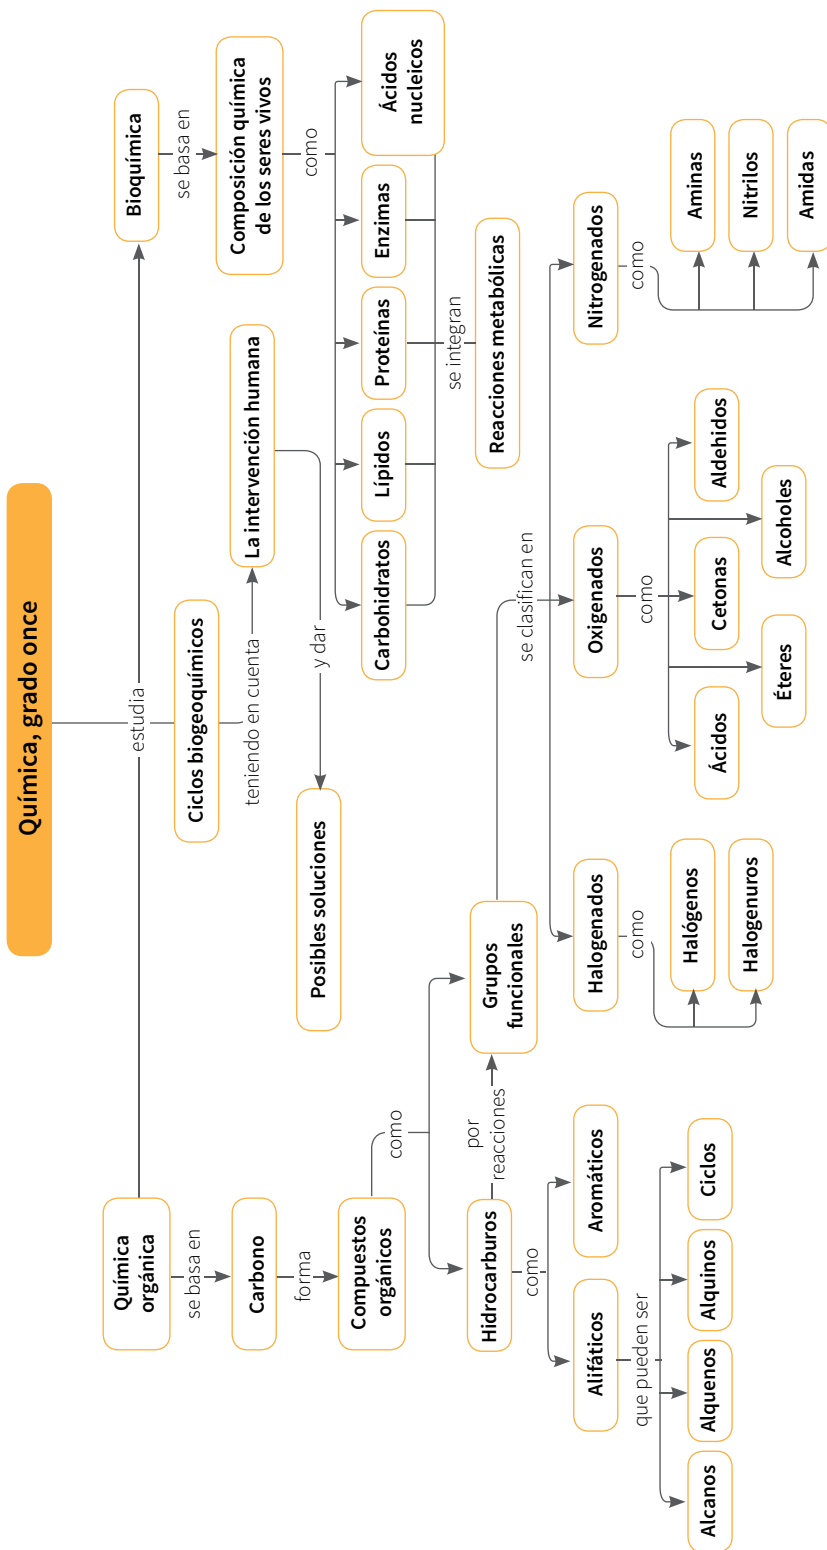 Química, grado once
estudia
Química
orgánica
se basa en
Carbono
forma
Compuestos
orgánicos
como
Hidrocarburos
por
reacciones
Grupos
funcionales
como
Alifáticos
Aromáticos
que pueden ser
Alcanos
Alquenos
Alquinos
Ciclos
se clasifican en
Halogenados
como
Halógenos
Halogenuros
Oxigenados
como
Ácidos
Cetonas
Aldehidos
Éteres
Alcoholes
Nitrogenados
como
Aminas
Nitrilos
Amidas
Ciclos biogeoquímicos
teniendo en cuenta
La intervención humana
y dar
Posibles soluciones
Bioquímica
se basa en
Composición química
de los seres vivos
como
Carbohidratos
Lípidos
Proteínas
Enzimas
Ácidos
nucleicos
se integran
Reacciones metabólicas